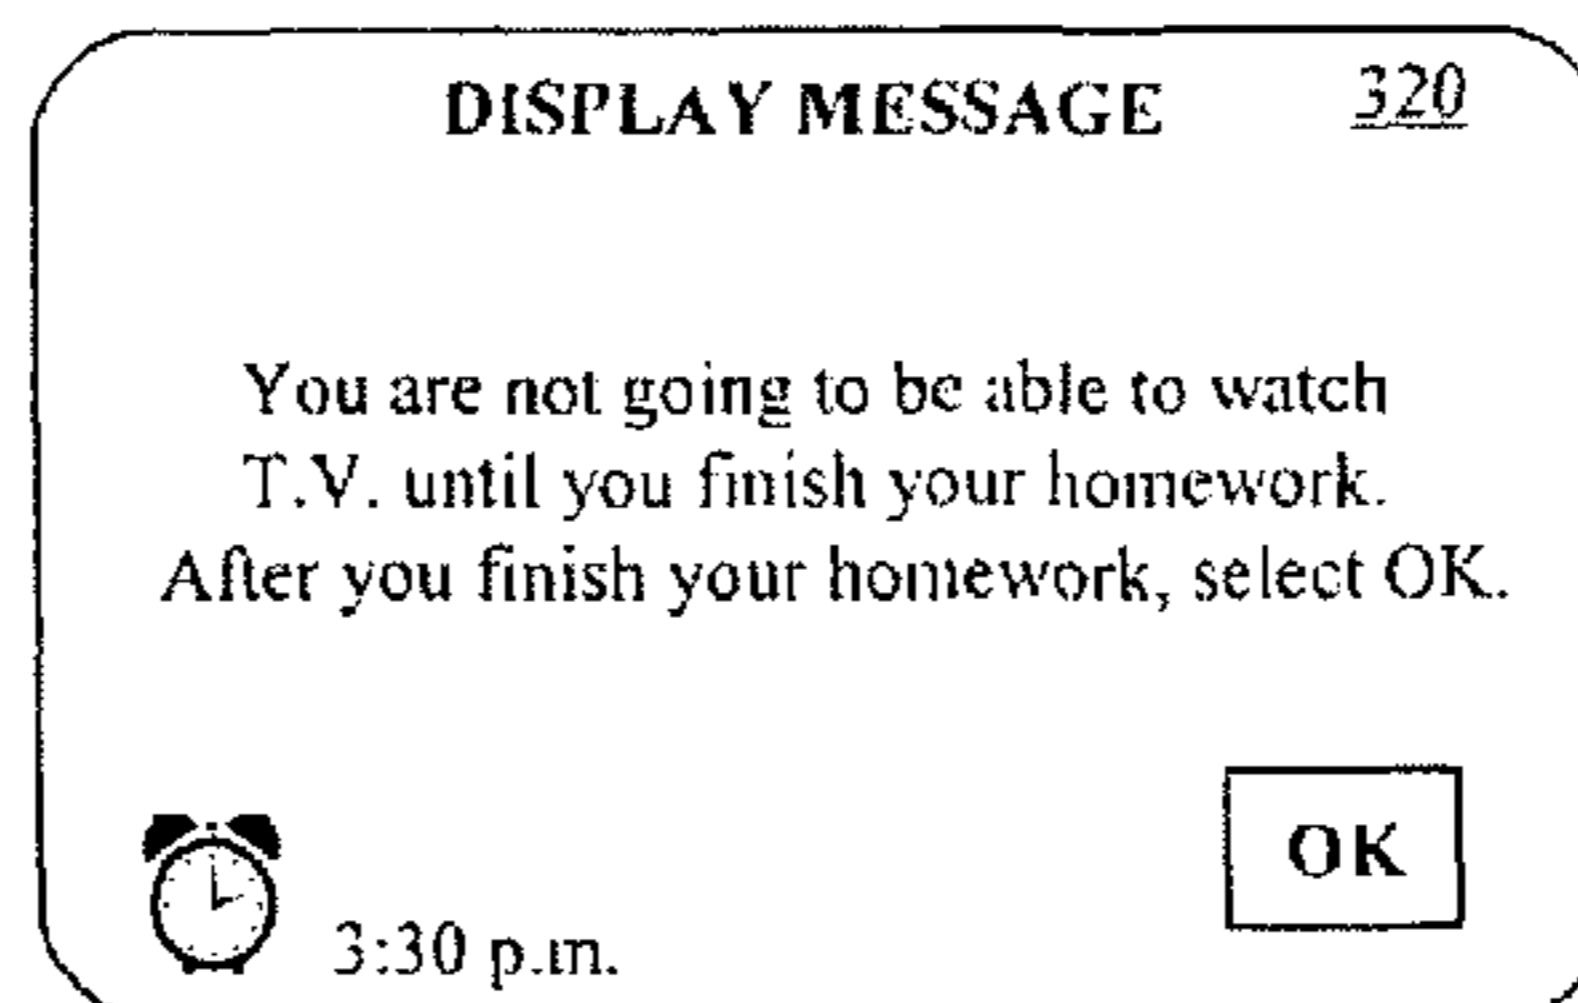 DISPLAY MESSAGE 320
You are not going to be able to watch
T.V. until you finish your homework.
After you finish your homework, select OK.
OK
3:30 p.m.